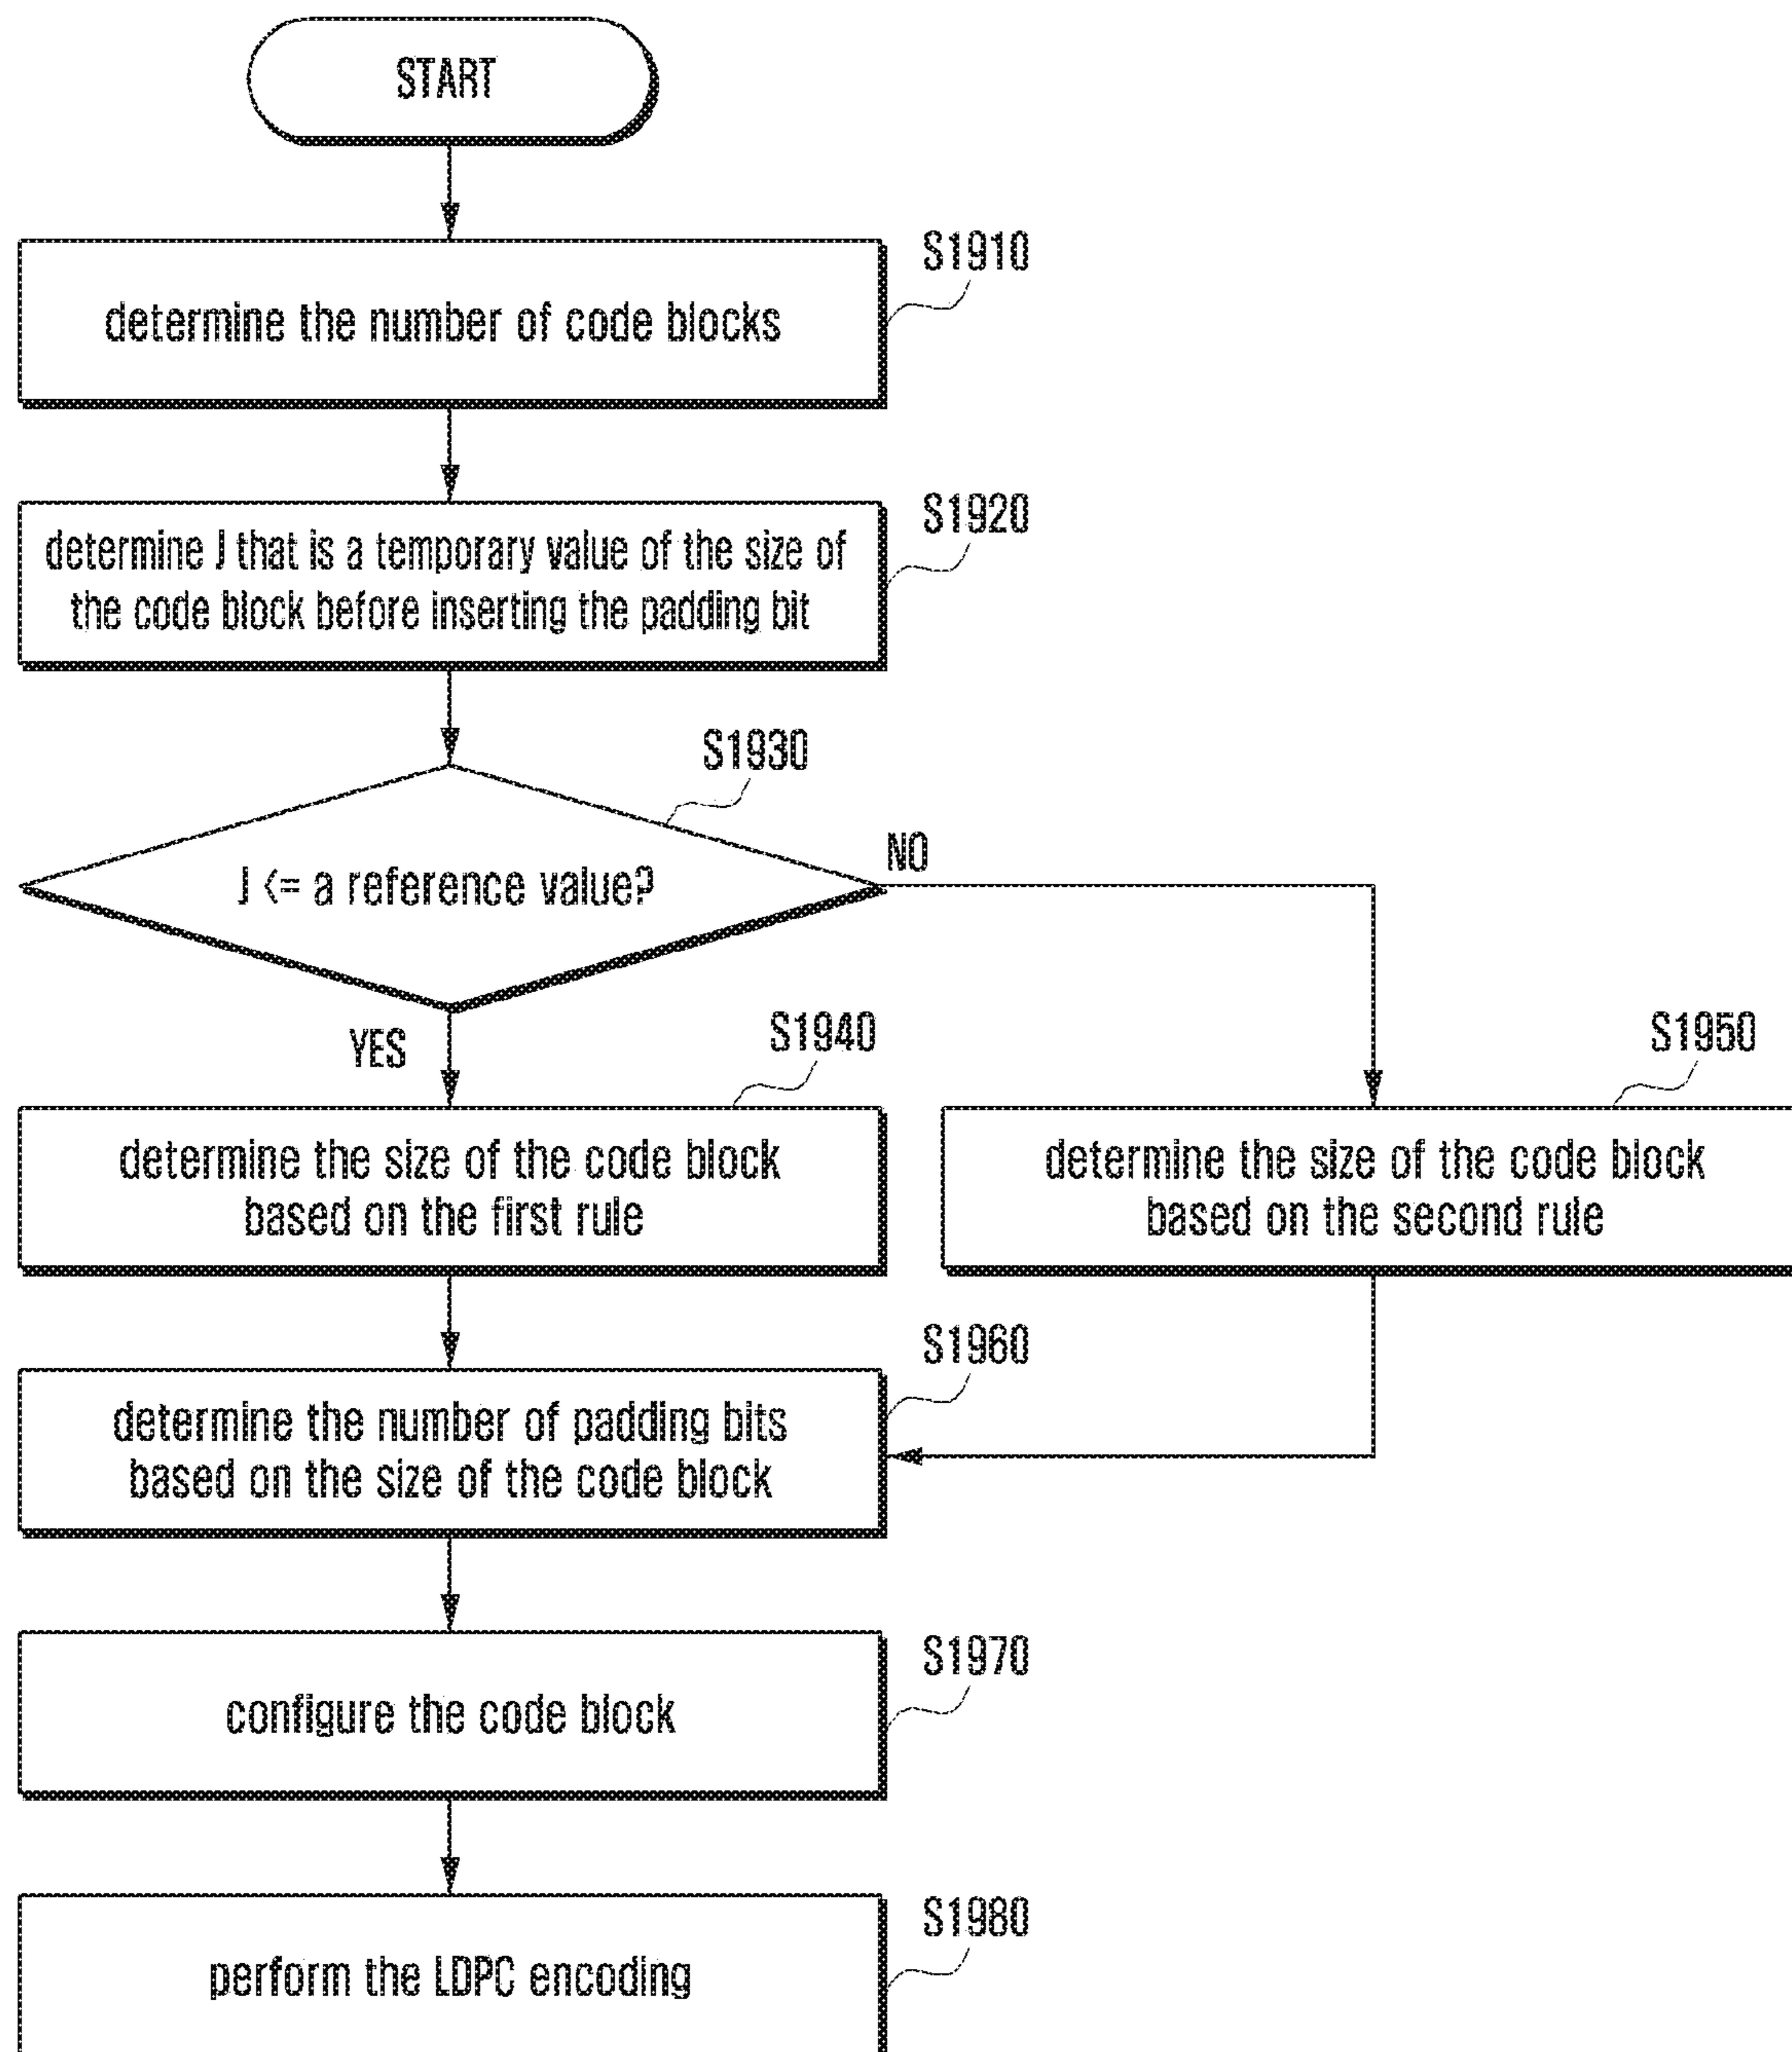 START
S1910
determine the number of code blocks
S1920
determine J that is a temporary value of the size of
the code block before inserting the padding bit
S1930
J <= a reference value?
NO
YES
S1940
determine the size of the code block
based on the first rule
S1950
determine the size of the code block
based on the second rule
S1960
determine the number of padding bits
based on the size of the code block
S1970
configure the code block
S1980
perform the LDPC encoding